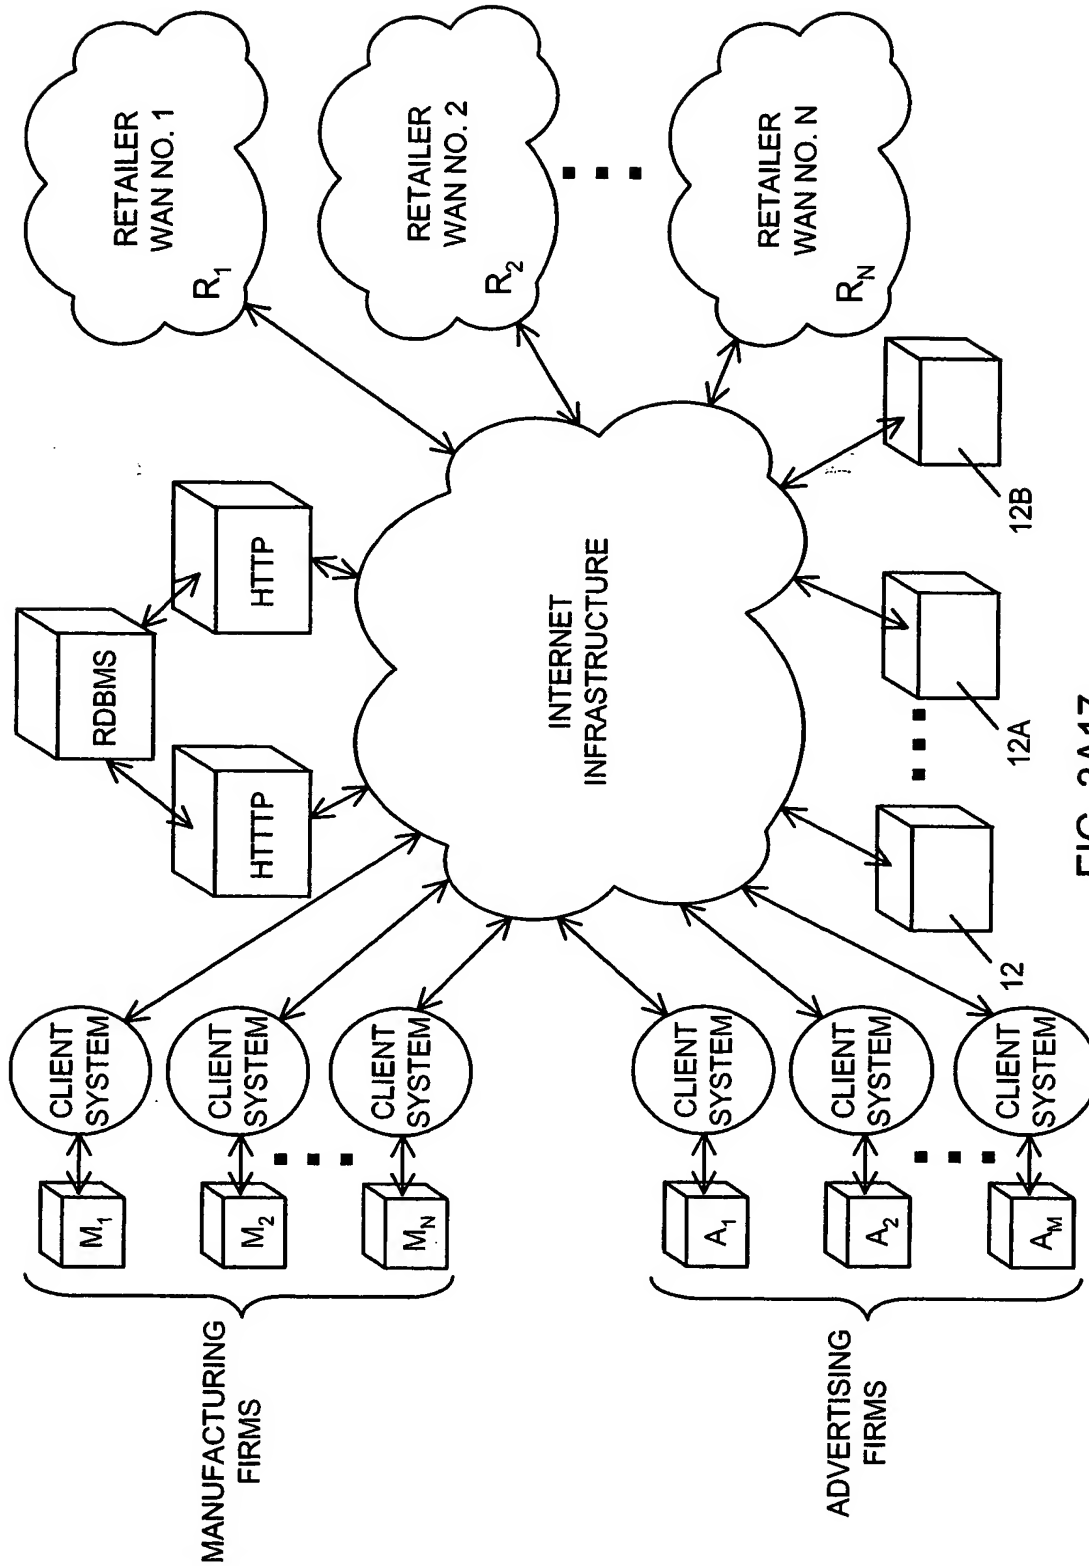 MANUFACTURING
FIRMS
M1
M2
MN
CLIENT
SYSTEM
CLIENT
SYSTEM
CLIENT
SYSTEM
RDBMS
HTTTP
HTTP
RETAILER
WAN NO. 1
R1
RETAILER
WAN NO. 2
R2
RETAILER
WAN NO. N
RN
INTERNET
INFRASTRUCTURE
ADVERTISING
FIRMS
A1
A2
AM
CLIENT
SYSTEM
CLIENT
SYSTEM
CLIENT
SYSTEM
12
12A
12B
FIG.